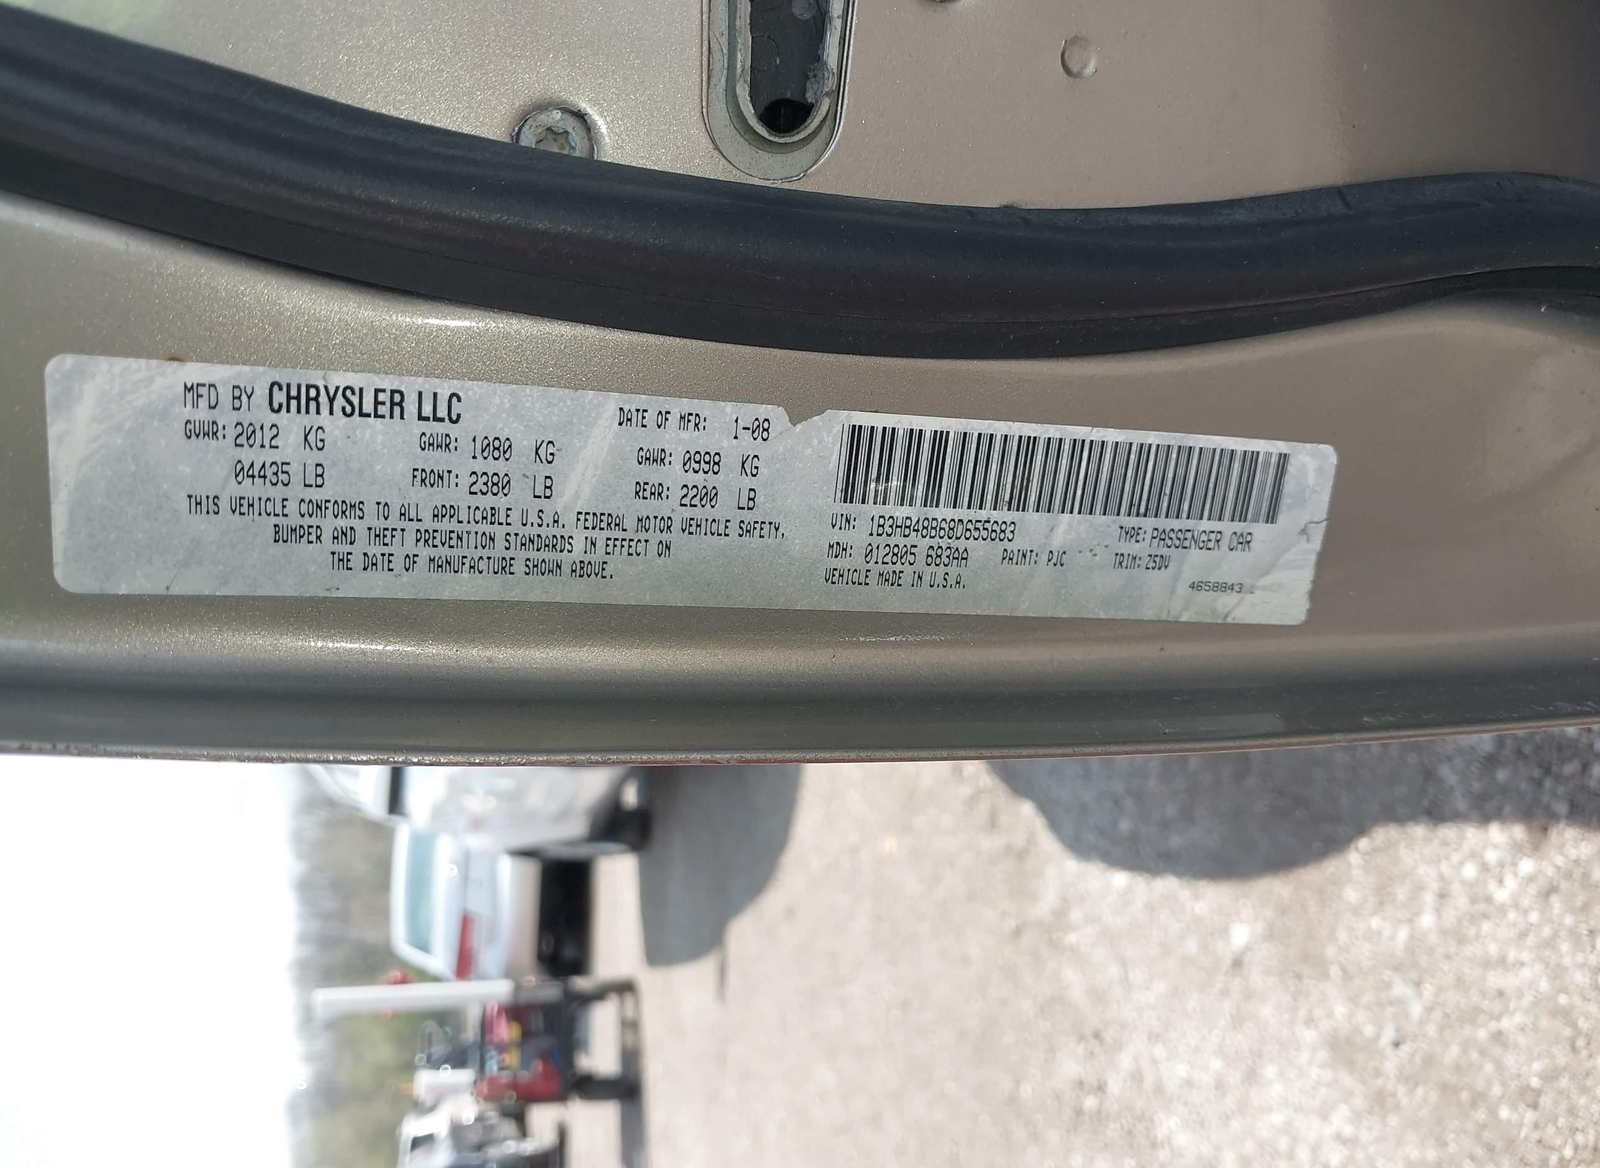 MFD BY CHRYSLER LLC DATE OF MFR: 1-08
GVWR: 2012 KG GAWR: 1080 KG GAWR: 0998 KG
04435 LB FRONT: 2380 LB REAR: 2200 LB
THIS VEHICLE CONFORMS TO ALL APPLICABLE U.S.A. FEDERAL MOTOR VEHICLE SAFETY,
BUMPER AND THEFT PREVENTION STANDARDS IN EFFECT ON
THE DATE OF MANUFACTURE SHOWN ABOVE.
VIN: 1B3HB48B68D655683 TYPE: PASSENGER CAR
MDH: 012805 683AA PAINT: PJC TRIM: Z5DV
VEHICLE MADE IN U.S.A. 4658843